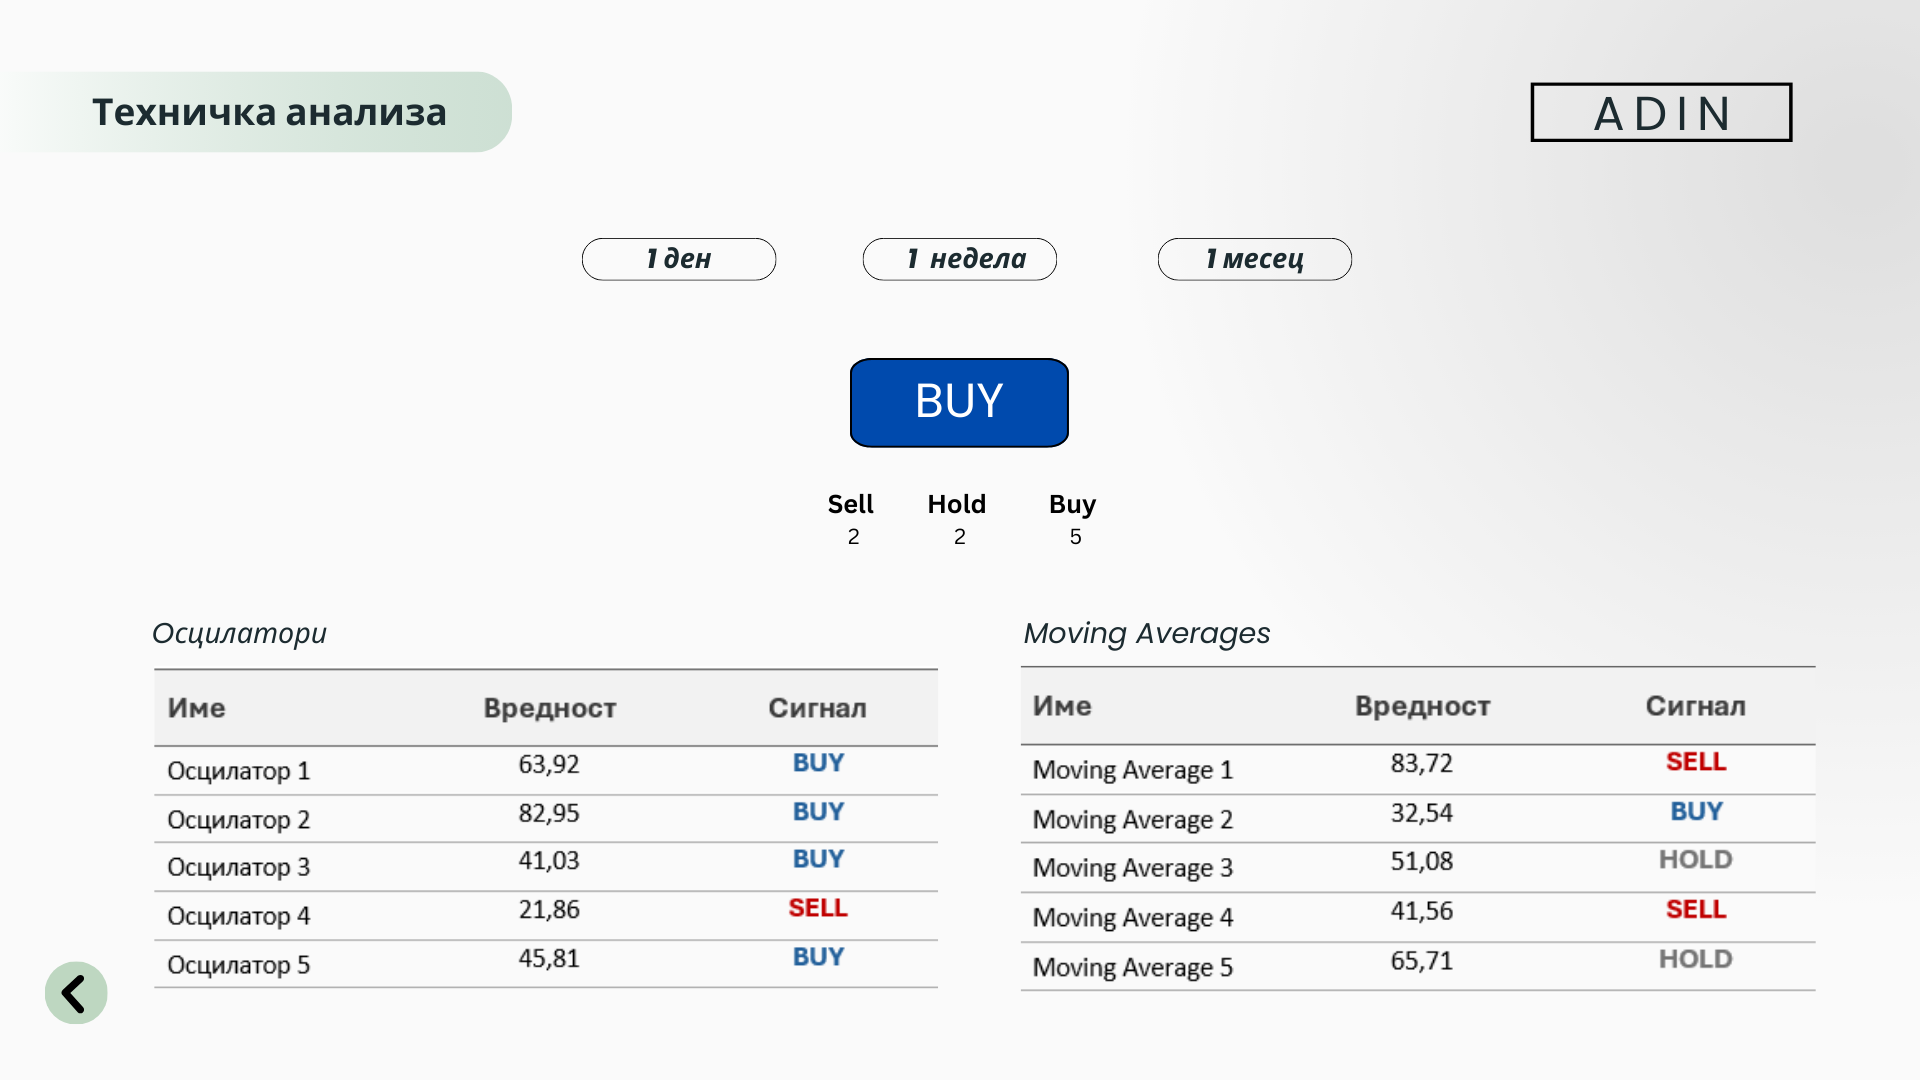 Техничка анализа
ADIN
1 ден 1 недела 1 месец
BUY
Sell Hold Buy
2 2 5
Осцилатори
Име Вредност Сигнал
Осцилатор 1 63,92 BUY
Осцилатор 2 82,95 BUY
Осцилатор 3 41,03 BUY
Осцилатор 4 21,86 SELL
Осцилатор 5 45,81 BUY
Moving Averages
Име Вредност Сигнал
Moving Average 1 83,72 SELL
Moving Average 2 32,54 BUY
Moving Average 3 51,08 HOLD
Moving Average 4 41,56 SELL
Moving Average 5 65,71 HOLD